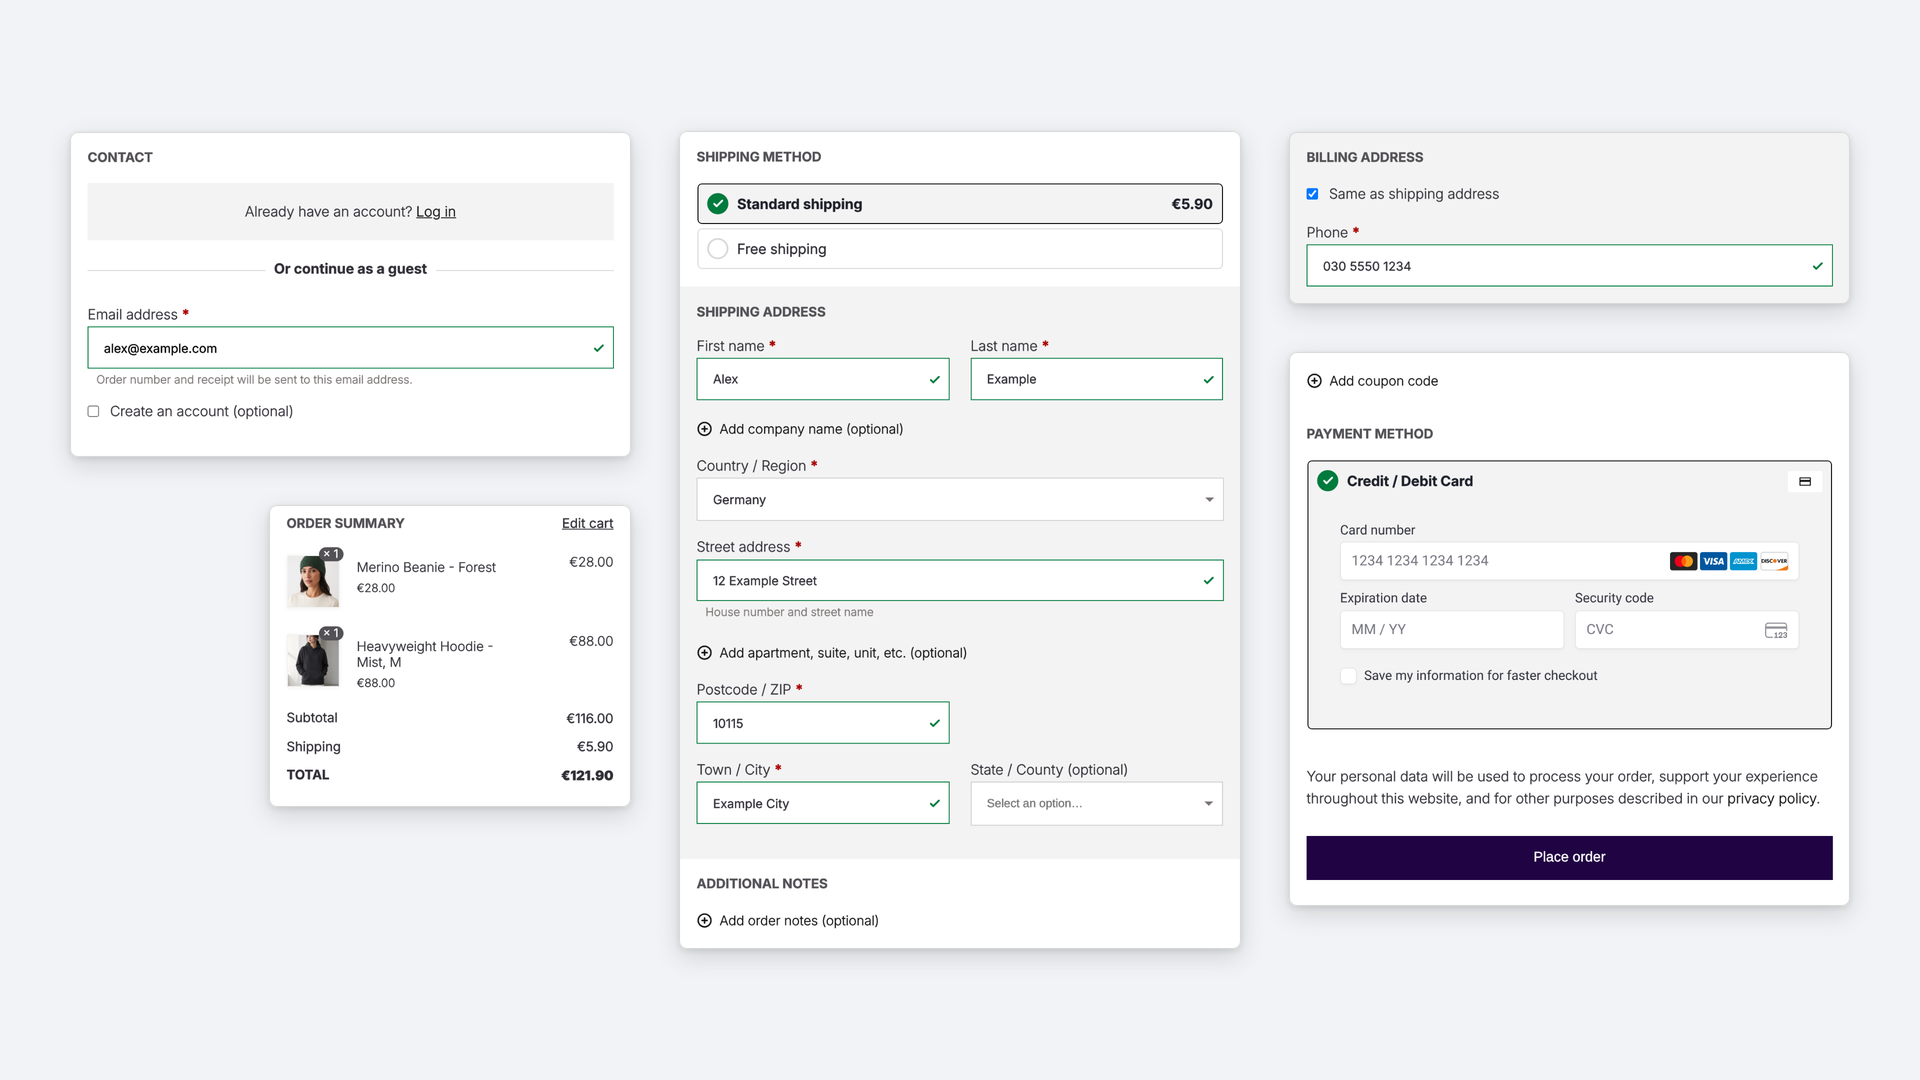 CONTACT
Already have an account? Log in
Or continue as a guest
Email address *
alex@example.com
Order number and receipt will be sent to this email address.
Create an account (optional)
ORDER SUMMARY
Edit cart
× 1
Merino Beanie - Forest
€28.00
€28.00
× 1
Heavyweight Hoodie -
Mist, M
€88.00
€88.00
Subtotal €116.00
Shipping €5.90
TOTAL €121.90
SHIPPING METHOD
Standard shipping €5.90
Free shipping
SHIPPING ADDRESS
First name *
Alex
Last name *
Example
Add company name (optional)
Country / Region *
Germany
Street address *
12 Example Street
House number and street name
Add apartment, suite, unit, etc. (optional)
Postcode / ZIP *
10115
Town / City *
Example City
State / County (optional)
Select an option...
ADDITIONAL NOTES
Add order notes (optional)
BILLING ADDRESS
Same as shipping address
Phone *
030 5550 1234
Add coupon code
PAYMENT METHOD
Credit / Debit Card
Card number
1234 1234 1234 1234
VISA
AMEX
DISCOVER
Expiration date
MM / YY
Security code
CVC
123
Save my information for faster checkout
Your personal data will be used to process your order, support your experience
throughout this website, and for other purposes described in our privacy policy.
Place order